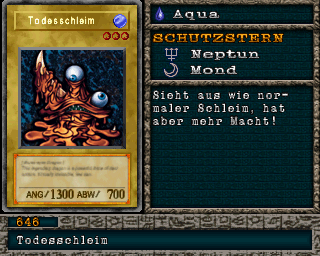 Todesschleim
ANG/ 1300 ABW/ 700
Aqua
SCHUTZSTERN
Neptun
Mond
Sieht aus wie nor-
maler Schleim, hat
aber mehr Macht!
646
Todesschleim